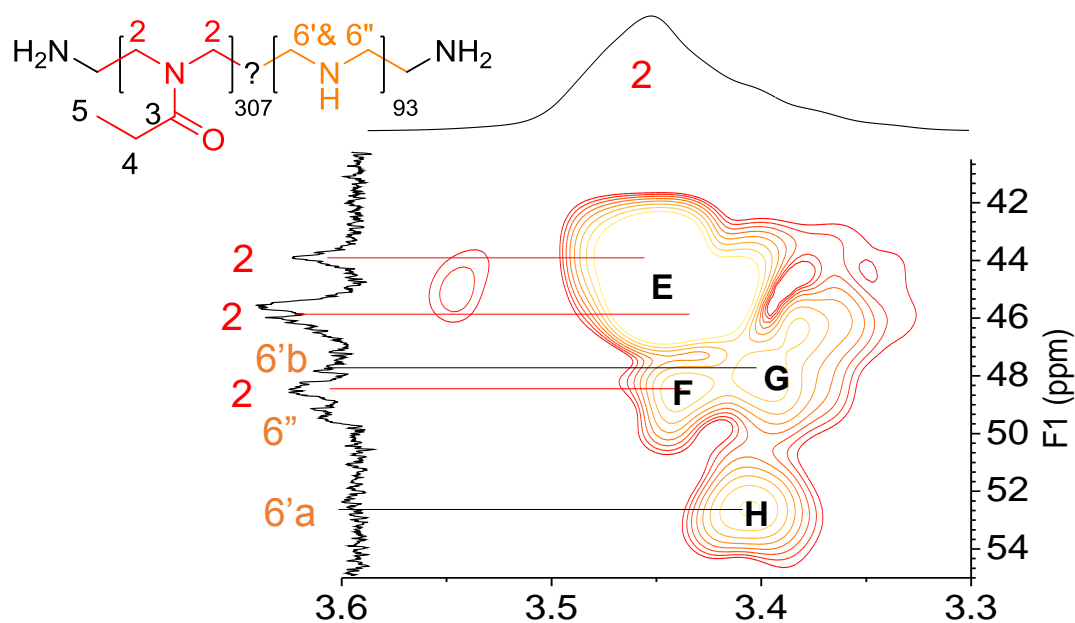 2 2 6'& 6"
H₂N N ? N H NH₂
5 3 307 93
O
4
2
42
2 44
E
2 46
6’b 48
G
F
2
6” 50
F1 (ppm)
6’a 52
H
54
3.6 3.5 3.4 3.3